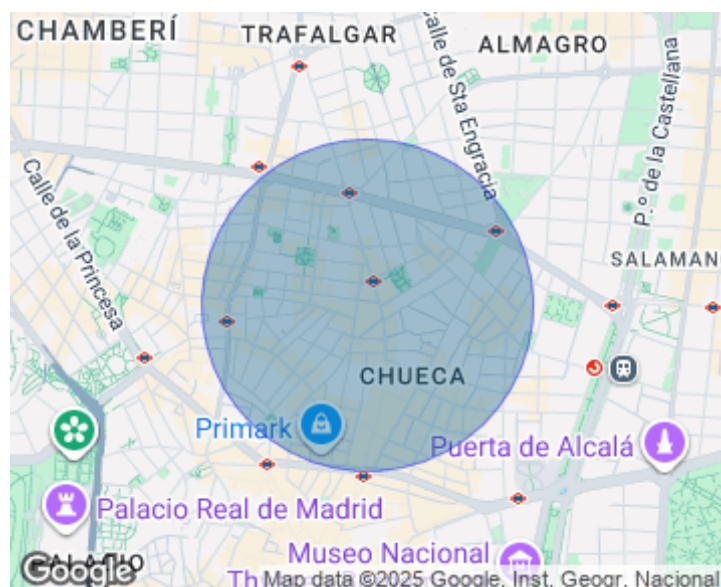 CHAMBERÍ
TRAFALGAR
ALMAGRO
Calle de Sta Engracia
P.º de la Castellana
Calle de la Princesa
SALAMAN
CHUECA
Primark
Puerta de Alcalá
Palacio Real de Madrid
Museo Nacional
Th
Google
Map data ©2025 Google, Inst. Geogr. Nacional